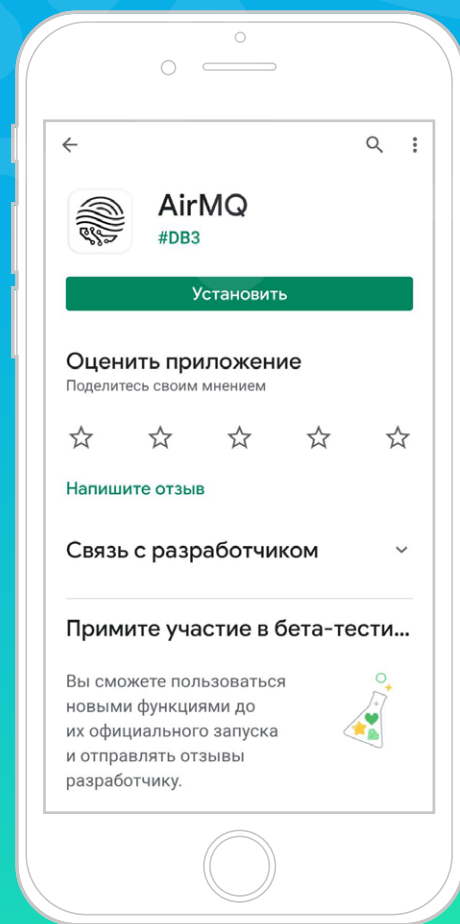 AirMQ
#DB3
Установить
Оценить приложение
Поделитесь своим мнением
Напишите отзыв
Связь с разработчиком
Примите участие в бета-тести...
Вы сможете пользоваться
новыми функциями до
их официального запуска
и отправлять отзывы
разработчику.